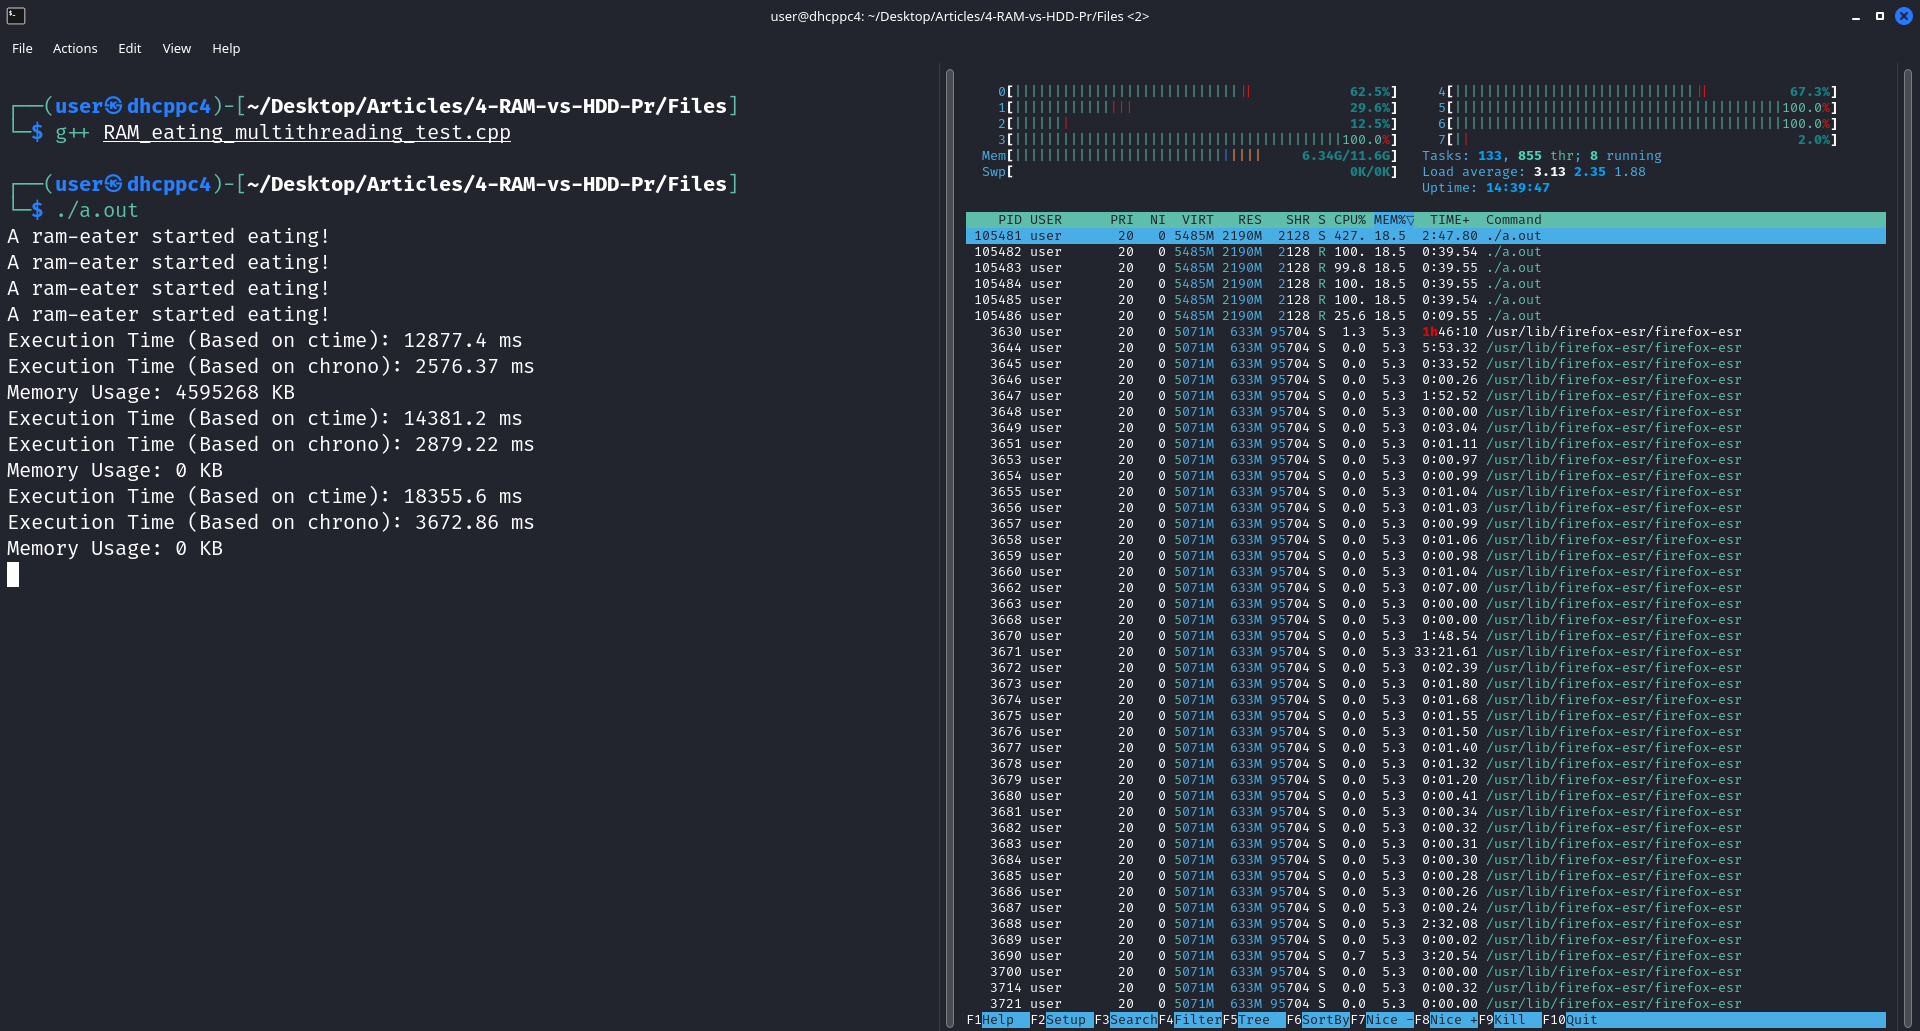 user@dhcppc4: ~/Desktop/Articles/4-RAM-vs-HDD-Pr/Files <2>
File Actions Edit View Help
┌──(user㉿dhcppc4)-[~/Desktop/Articles/4-RAM-vs-HDD-Pr/Files]
└─$ g++ RAM_eating_multithreading_test.cpp
┌──(user㉿dhcppc4)-[~/Desktop/Articles/4-RAM-vs-HDD-Pr/Files]
└─$ ./a.out
A ram-eater started eating!
A ram-eater started eating!
A ram-eater started eating!
A ram-eater started eating!
Execution Time (Based on ctime): 12877.4 ms
Execution Time (Based on chrono): 2576.37 ms
Memory Usage: 4595268 KB
Execution Time (Based on ctime): 14381.2 ms
Execution Time (Based on chrono): 2879.22 ms
Memory Usage: 0 KB
Execution Time (Based on ctime): 18355.6 ms
Execution Time (Based on chrono): 3672.86 ms
Memory Usage: 0 KB
0[ 62.5%] 4[ 67.3%]
1[ 29.6%] 5[ 100.0%]
2[ 12.5%] 6[ 100.0%]
3[ 100.0%] 7[ 2.0%]
Mem[ 6.34G/11.6G] Tasks: 133, 855 thr; 8 running
Swp[ 0K/0K] Load average: 3.13 2.35 1.88
Uptime: 14:39:47
PID USER PRI NI VIRT RES SHR S CPU% MEM%▽ TIME+ Command
105481 user 20 0 5485M 2190M 2128 S 427. 18.5 2:47.80 ./a.out
105482 user 20 0 5485M 2190M 2128 R 100. 18.5 0:39.54 ./a.out
105483 user 20 0 5485M 2190M 2128 R 99.8 18.5 0:39.55 ./a.out
105484 user 20 0 5485M 2190M 2128 R 100. 18.5 0:39.55 ./a.out
105485 user 20 0 5485M 2190M 2128 R 100. 18.5 0:39.54 ./a.out
105486 user 20 0 5485M 2190M 2128 R 25.6 18.5 0:09.55 ./a.out
3630 user 20 0 5071M 633M 95704 S 1.3 5.3 1h46:10 /usr/lib/firefox-esr/firefox-esr
3644 user 20 0 5071M 633M 95704 S 0.0 5.3 5:53.32 /usr/lib/firefox-esr/firefox-esr
3645 user 20 0 5071M 633M 95704 S 0.0 5.3 0:33.52 /usr/lib/firefox-esr/firefox-esr
3646 user 20 0 5071M 633M 95704 S 0.0 5.3 0:00.26 /usr/lib/firefox-esr/firefox-esr
3647 user 20 0 5071M 633M 95704 S 0.0 5.3 1:52.52 /usr/lib/firefox-esr/firefox-esr
3648 user 20 0 5071M 633M 95704 S 0.0 5.3 0:00.00 /usr/lib/firefox-esr/firefox-esr
3649 user 20 0 5071M 633M 95704 S 0.0 5.3 0:03.04 /usr/lib/firefox-esr/firefox-esr
3651 user 20 0 5071M 633M 95704 S 0.0 5.3 0:01.11 /usr/lib/firefox-esr/firefox-esr
3653 user 20 0 5071M 633M 95704 S 0.0 5.3 0:00.97 /usr/lib/firefox-esr/firefox-esr
3654 user 20 0 5071M 633M 95704 S 0.0 5.3 0:00.99 /usr/lib/firefox-esr/firefox-esr
3655 user 20 0 5071M 633M 95704 S 0.0 5.3 0:01.04 /usr/lib/firefox-esr/firefox-esr
3656 user 20 0 5071M 633M 95704 S 0.0 5.3 0:01.03 /usr/lib/firefox-esr/firefox-esr
3657 user 20 0 5071M 633M 95704 S 0.0 5.3 0:00.99 /usr/lib/firefox-esr/firefox-esr
3658 user 20 0 5071M 633M 95704 S 0.0 5.3 0:01.06 /usr/lib/firefox-esr/firefox-esr
3659 user 20 0 5071M 633M 95704 S 0.0 5.3 0:00.98 /usr/lib/firefox-esr/firefox-esr
3660 user 20 0 5071M 633M 95704 S 0.0 5.3 0:01.04 /usr/lib/firefox-esr/firefox-esr
3662 user 20 0 5071M 633M 95704 S 0.0 5.3 0:07.00 /usr/lib/firefox-esr/firefox-esr
3663 user 20 0 5071M 633M 95704 S 0.0 5.3 0:00.00 /usr/lib/firefox-esr/firefox-esr
3668 user 20 0 5071M 633M 95704 S 0.0 5.3 0:00.00 /usr/lib/firefox-esr/firefox-esr
3670 user 20 0 5071M 633M 95704 S 0.0 5.3 1:48.54 /usr/lib/firefox-esr/firefox-esr
3671 user 20 0 5071M 633M 95704 S 0.0 5.3 33:21.61 /usr/lib/firefox-esr/firefox-esr
3672 user 20 0 5071M 633M 95704 S 0.0 5.3 0:02.39 /usr/lib/firefox-esr/firefox-esr
3673 user 20 0 5071M 633M 95704 S 0.0 5.3 0:01.80 /usr/lib/firefox-esr/firefox-esr
3674 user 20 0 5071M 633M 95704 S 0.0 5.3 0:01.68 /usr/lib/firefox-esr/firefox-esr
3675 user 20 0 5071M 633M 95704 S 0.0 5.3 0:01.55 /usr/lib/firefox-esr/firefox-esr
3676 user 20 0 5071M 633M 95704 S 0.0 5.3 0:01.50 /usr/lib/firefox-esr/firefox-esr
3677 user 20 0 5071M 633M 95704 S 0.0 5.3 0:01.40 /usr/lib/firefox-esr/firefox-esr
3678 user 20 0 5071M 633M 95704 S 0.0 5.3 0:01.32 /usr/lib/firefox-esr/firefox-esr
3679 user 20 0 5071M 633M 95704 S 0.0 5.3 0:01.20 /usr/lib/firefox-esr/firefox-esr
3680 user 20 0 5071M 633M 95704 S 0.0 5.3 0:00.41 /usr/lib/firefox-esr/firefox-esr
3681 user 20 0 5071M 633M 95704 S 0.0 5.3 0:00.34 /usr/lib/firefox-esr/firefox-esr
3682 user 20 0 5071M 633M 95704 S 0.0 5.3 0:00.32 /usr/lib/firefox-esr/firefox-esr
3683 user 20 0 5071M 633M 95704 S 0.0 5.3 0:00.31 /usr/lib/firefox-esr/firefox-esr
3684 user 20 0 5071M 633M 95704 S 0.0 5.3 0:00.30 /usr/lib/firefox-esr/firefox-esr
3685 user 20 0 5071M 633M 95704 S 0.0 5.3 0:00.28 /usr/lib/firefox-esr/firefox-esr
3686 user 20 0 5071M 633M 95704 S 0.0 5.3 0:00.26 /usr/lib/firefox-esr/firefox-esr
3687 user 20 0 5071M 633M 95704 S 0.0 5.3 0:00.24 /usr/lib/firefox-esr/firefox-esr
3688 user 20 0 5071M 633M 95704 S 0.0 5.3 2:32.08 /usr/lib/firefox-esr/firefox-esr
3689 user 20 0 5071M 633M 95704 S 0.0 5.3 0:00.02 /usr/lib/firefox-esr/firefox-esr
3690 user 20 0 5071M 633M 95704 S 0.7 5.3 3:20.54 /usr/lib/firefox-esr/firefox-esr
3700 user 20 0 5071M 633M 95704 S 0.0 5.3 0:00.00 /usr/lib/firefox-esr/firefox-esr
3714 user 20 0 5071M 633M 95704 S 0.0 5.3 0:00.32 /usr/lib/firefox-esr/firefox-esr
3721 user 20 0 5071M 633M 95704 S 0.0 5.3 0:00.00 /usr/lib/firefox-esr/firefox-esr
F1Help F2Setup F3SearchF4FilterF5Tree F6SortByF7Nice -F8Nice +F9Kill F10Quit